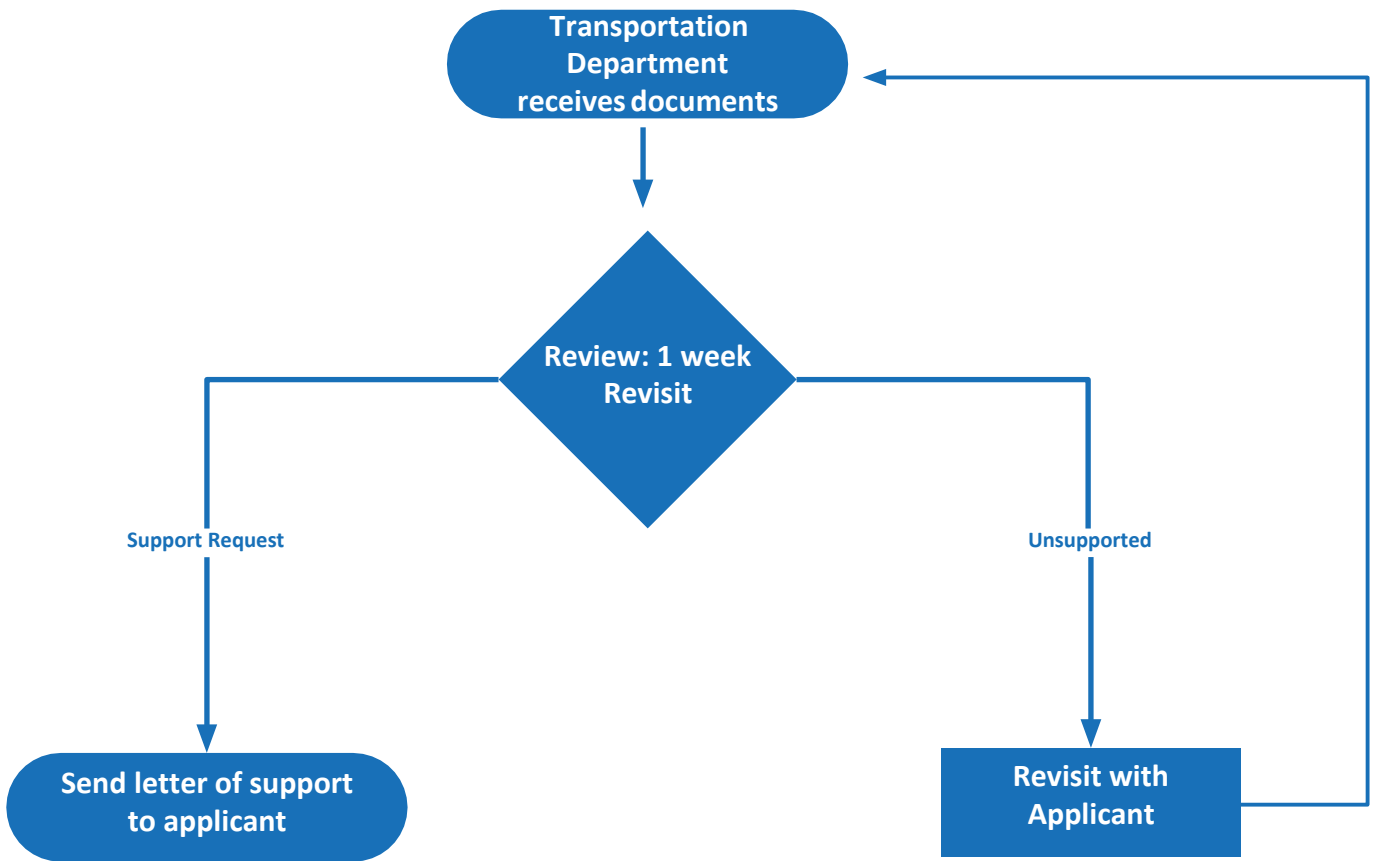 Transportation
Department
receives documents
Review: 1 week
Revisit
Support Request
Unsupported
Send letter of support
to applicant
Revisit with
Applicant